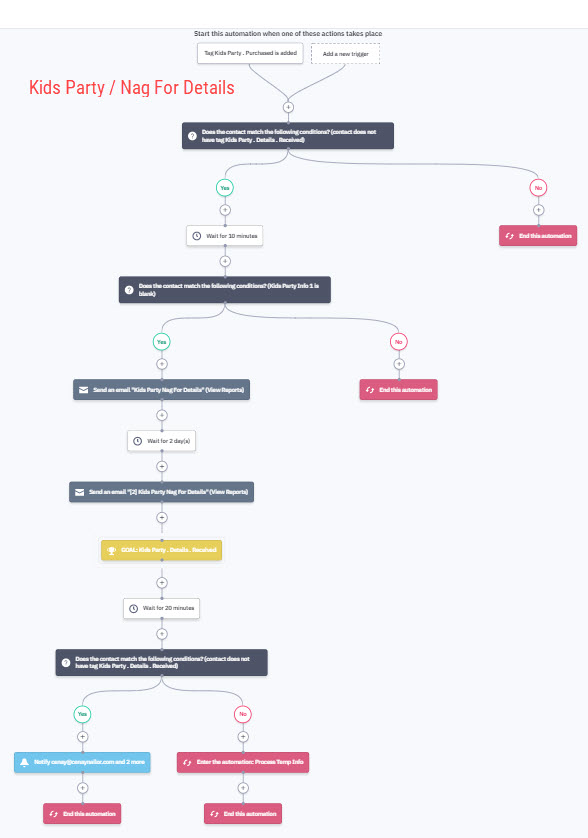 Start this automation when one of these actions takes place
Tag Kids Party . Purchased is added
Add a new trigger
Kids Party / Nag For Details
Does the contact match the following conditions? (contact does not
have tag Kids Party . Details . Received)
Yes
No
Wait for 10 minutes
End this automation
Does the contact match the following conditions? (Kids Party Info 1 is
blank)
Yes
No
Send an email "Kids Party Nag For Details" (View Reports)
End this automation
Wait for 2 day(s)
Send an email "[2] Kids Party Nag For Details" (View Reports)
GOAL: Kids Party . Details . Received
Wait for 20 minutes
Does the contact match the following conditions? (contact does not
have tag Kids Party . Details . Received)
Yes
No
Notify and 2 more
Enter the automation: Process Temp Info
End this automation
End this automation